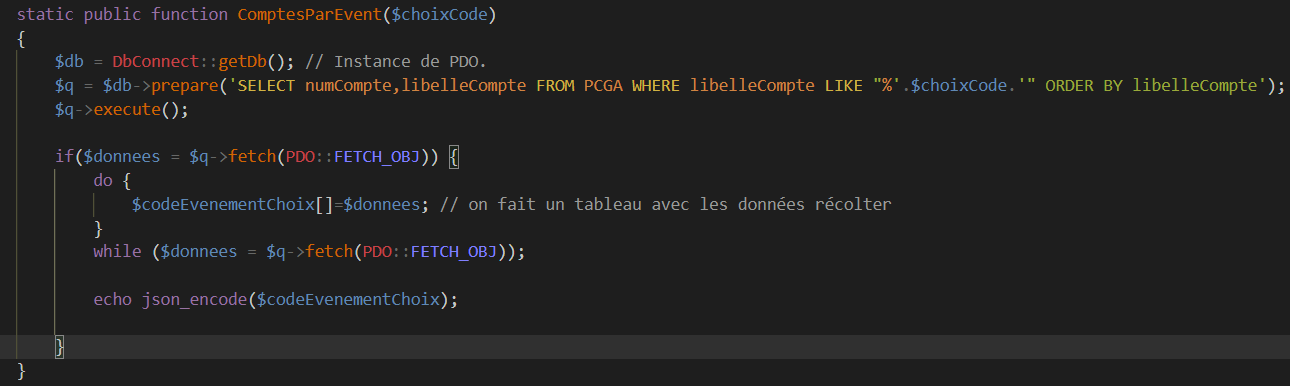 static public function ComptesParEvent($choixCode)
{
$db = DbConnect::getDb(); // Instance de PDO.
$q = $db->prepare('SELECT numCompte,libelleCompte FROM PCGA WHERE libelleCompte LIKE "%'.$choixCode.'" ORDER BY libelleCompte');
$q->execute();
if($donnees = $q->fetch(PDO::FETCH_OBJ)) {
do {
$codeEvenementChoix[]=$donnees; // on fait un tableau avec les données récolter
}
while ($donnees = $q->fetch(PDO::FETCH_OBJ));
echo json_encode($codeEvenementChoix);
}
}